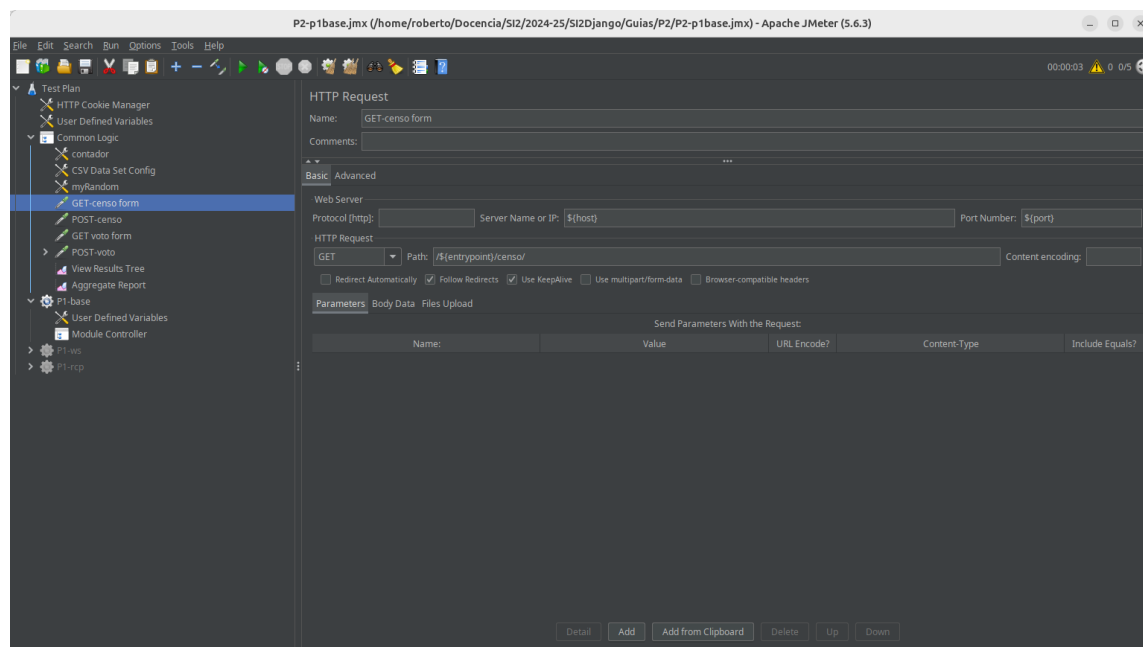 P2-p1base.jmx (/home/roberto/Docencia/SI2/2024-25/SI2Django/Guias/P2/P2-p1base.jmx) - Apache JMeter (5.6.3)
File Edit Search Run Options Tools Help
00:00:03 0 0/5
Test Plan
HTTP Cookie Manager
User Defined Variables
Common Logic
contador
CSV Data Set Config
myRandom
GET-censo form
POST-censo
GET voto form
POST-voto
View Results Tree
Aggregate Report
P1-base
User Defined Variables
Module Controller
P1-ws
P1-rcp
HTTP Request
Name: GET-censo form
Comments:
Basic Advanced
Web Server
Protocol [http]: Server Name or IP: ${host} Port Number: ${port}
HTTP Request
GET Path: /${entrypoint}/censo/ Content encoding:
Redirect Automatically Follow Redirects Use KeepAlive Use multipart/form-data Browser-compatible headers
Parameters Body Data Files Upload
Send Parameters With the Request:
Name: Value URL Encode? Content-Type Include Equals?
Detail Add Add from Clipboard Delete Up Down